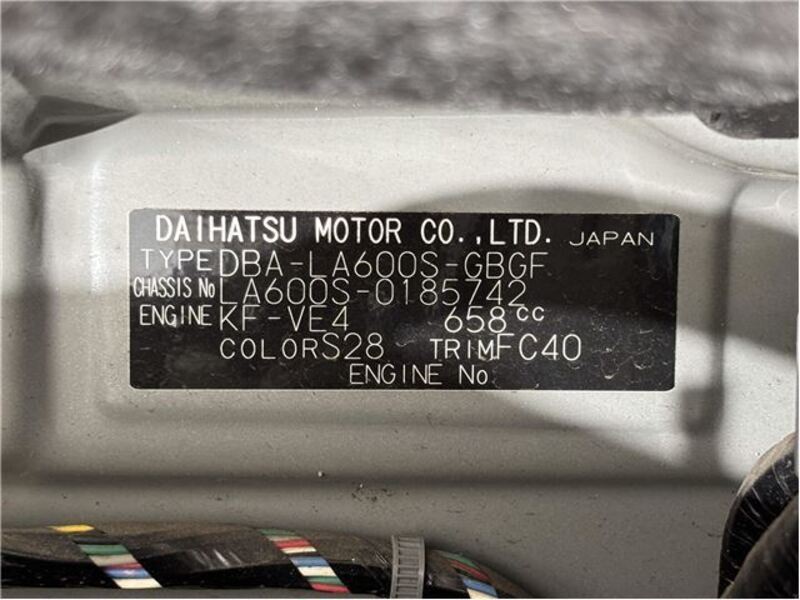 DAIHATSU MOTOR CO.,LTD. JAPAN
TYPE DBA-LA600S-GBGF
CHASSIS No LA600S-0185742
ENGINE KF-VE4 658cc
COLOR S28 TRIM FC40
ENGINE No